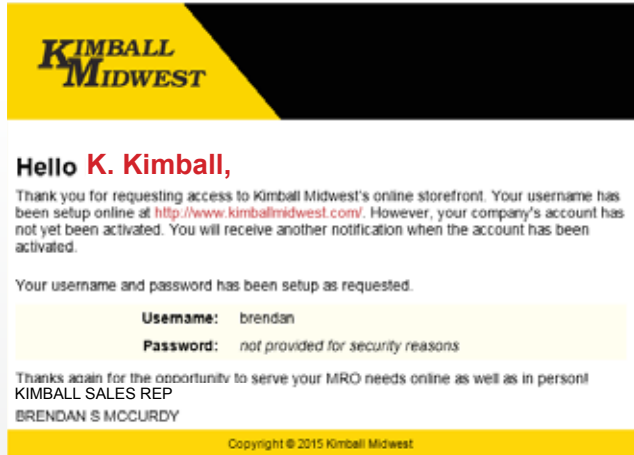 KIMBALL
MIDWEST
Hello K. Kimball,
Thank you for requesting access to Kimball Midwest's online storefront. Your username has
been setup online at http://www.kimballmidwest.com/. However, your company's account has
not yet been activated. You will receive another notification when the account has been
activated.
Your username and password has been setup as requested.
Username: brendan
Password: not provided for security reasons
Thanks again for the opportunity to serve your MRO needs online as well as in person!
KIMBALL SALES REP
BRENDAN S MCCURDY
Copyright © 2015 Kimball Midwest